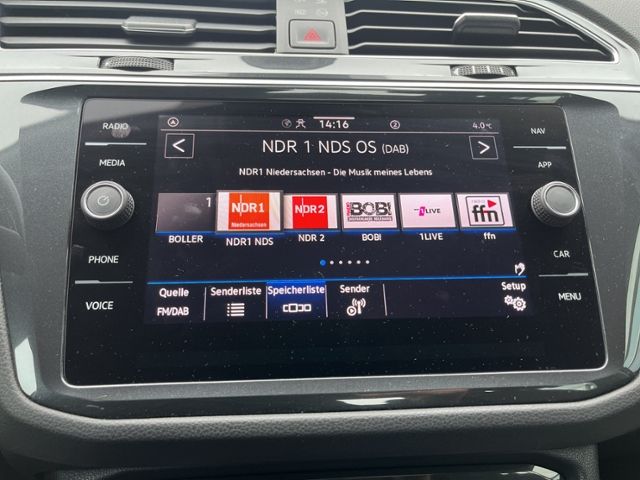 RADIO
MEDIA
PHONE
VOICE
NAV
APP
CAR
MENU
14:16
2
4.0°C
<
NDR 1 NDS OS (DAB)
>
NDR1 Niedersachsen - Die Musik meines Lebens
1
NDR1
Niedersachsen
NDR2
BOB!
1LIVE
ffn
BOLLER
NDR1 NDS
NDR 2
BOB!
1LIVE
ffn
Quelle
Senderliste
Speicherliste
Sender
Setup
FM/DAB